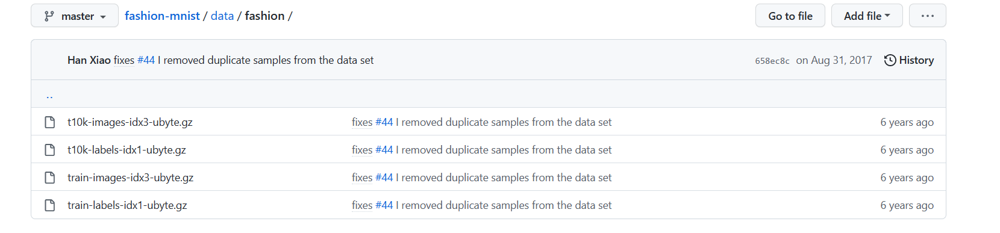 master fashion-mnist / data / fashion / Go to file Add file ...
Han Xiao fixes #44 I removed duplicate samples from the data set 658ec8c on Aug 31, 2017 History
..
t10k-images-idx3-ubyte.gz fixes #44 I removed duplicate samples from the data set 6 years ago
t10k-labels-idx1-ubyte.gz fixes #44 I removed duplicate samples from the data set 6 years ago
train-images-idx3-ubyte.gz fixes #44 I removed duplicate samples from the data set 6 years ago
train-labels-idx1-ubyte.gz fixes #44 I removed duplicate samples from the data set 6 years ago